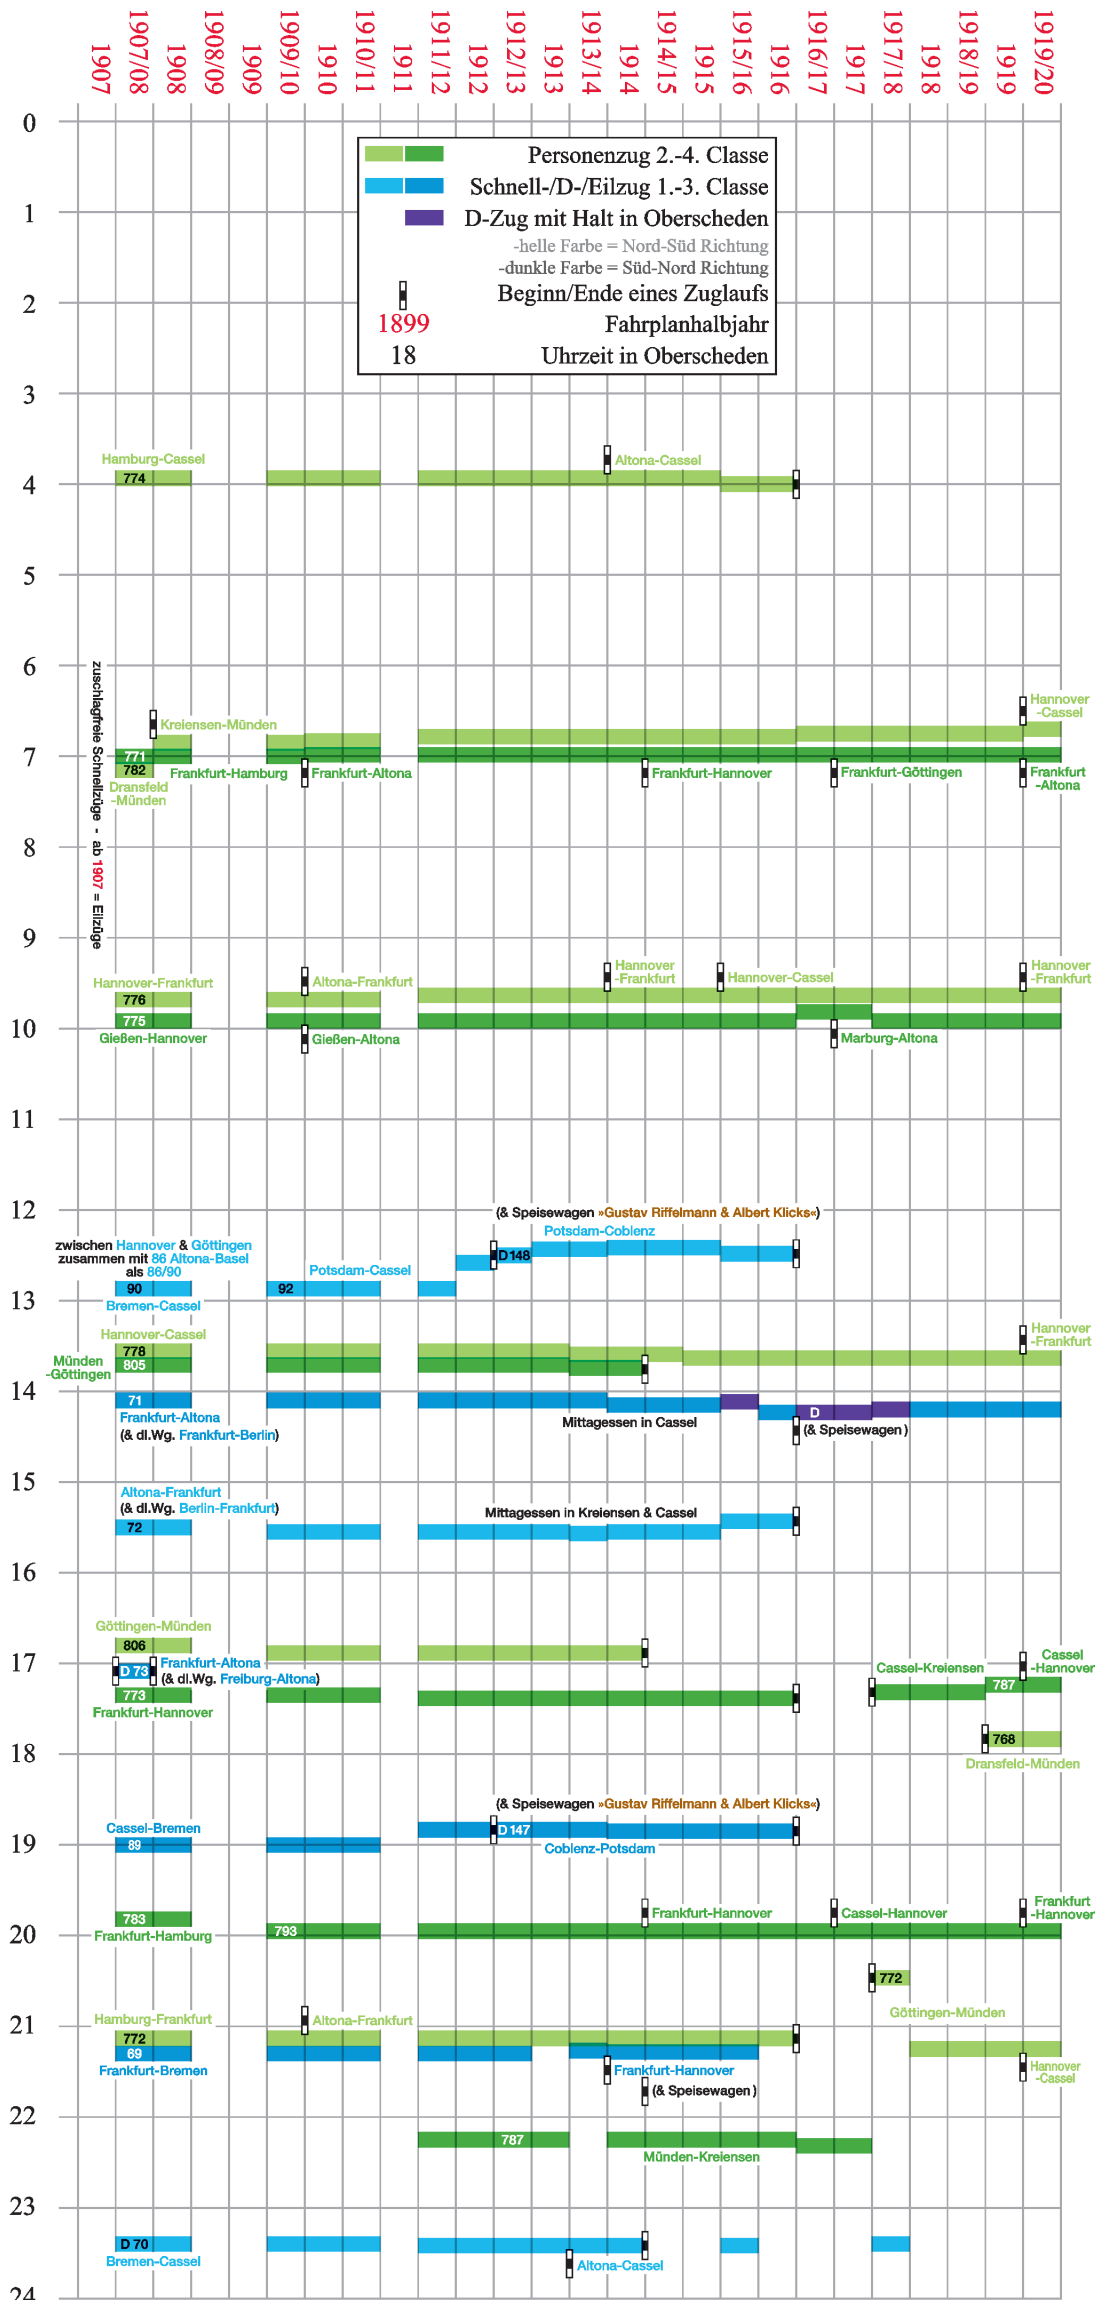 1907
1907/08
1908
1908/09
1909
1909/10
1910
1910/11
1911
1911/12
1912
1912/13
1913
1913/14
1914
1914/15
1915
1915/16
1916
1916/17
1917
1917/18
1918
1918/19
1919
1919/20
0
Personenzug 2.-4. Classe
Schnell-/D-/Eilzug 1.-3. Classe
1
D-Zug mit Halt in Oberscheden
-helle Farbe = Nord-Süd Richtung
-dunkle Farbe = Süd-Nord Richtung
Beginn/Ende eines Zuglaufs
2
1899 Fahrplanhalbjahr
18 Uhrzeit in Oberscheden
3
Hamburg-Cassel
Altona-Cassel
774
4
5
6
zuschlagfreie Schnellzüge - ab 1907 = Eilzüge
Kreiensen-Münden
Hannover
-Cassel
7
771
782
Dransfeld
-Münden
Frankfurt-Hamburg
Frankfurt-Altona
Frankfurt-Hannover
Frankfurt-Göttingen
Frankfurt
-Altona
8
9
Hannover-Frankfurt
Altona-Frankfurt
Hannover
-Frankfurt
Hannover-Cassel
Hannover
-Frankfurt
776
775
10
Gießen-Hannover
Gießen-Altona
Marburg-Altona
11
12
(& Speisewagen »Gustav Riffelmann & Albert Klicks«)
Potsdam-Coblenz
zwischen Hannover & Göttingen
zusammen mit 86 Altona-Basel
als 86/90
D 148
Potsdam-Cassel
90
92
13
Bremen-Cassel
Hannover-Cassel
Hannover
-Frankfurt
778
Münden
-Göttingen
805
14
71
D
Frankfurt-Altona
(& dl.Wg. Frankfurt-Berlin)
Mittagessen in Cassel
(& Speisewagen)
15
Altona-Frankfurt
(& dl.Wg. Berlin-Frankfurt)
Mittagessen in Kreiensen & Cassel
72
16
Göttingen-Münden
806
17
D 73
Frankfurt-Altona
(& dl.Wg. Freiburg-Altona)
Cassel-Kreiensen
Cassel
-Hannover
773
787
Frankfurt-Hannover
768
18
Dransfeld-Münden
(& Speisewagen »Gustav Riffelmann & Albert Klicks«)
Cassel-Bremen
D 147
19
89
Coblenz-Potsdam
783
Frankfurt-Hannover
Cassel-Hannover
Frankfurt
-Hannover
Frankfurt-Hamburg
793
20
772
Göttingen-Münden
Hamburg-Frankfurt
Altona-Frankfurt
21
772
69
Frankfurt-Bremen
Frankfurt-Hannover
Hannover
-Cassel
(& Speisewagen)
22
787
Münden-Kreiensen
23
D 70
Bremen-Cassel
Altona-Cassel
24